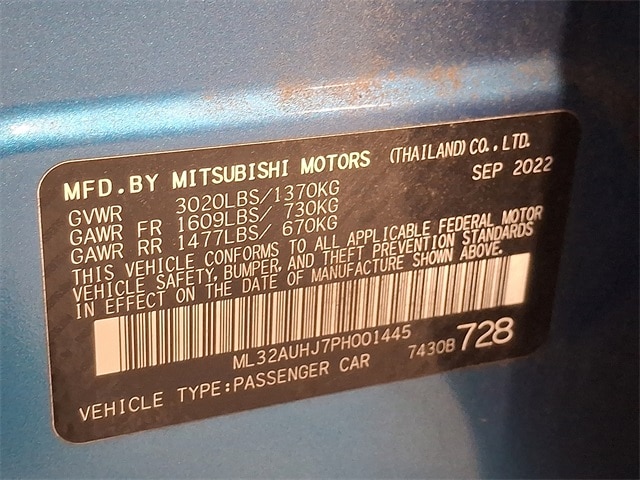 MFD.BY MITSUBISHI MOTORS (THAILAND)CO.,LTD.
SEP 2022
GVWR 3020LBS/1370KG
GAWR FR 1609LBS/ 730KG
GAWR RR 1477LBS/ 670KG
THIS VEHICLE CONFORMS TO ALL APPLICABLE FEDERAL MOTOR
VEHICLE SAFETY, BUMPER, AND THEFT PREVENTION STANDARDS
IN EFFECT ON THE DATE OF MANUFACTURE SHOWN ABOVE.
ML32AUHJ7PH001445 7430B 728
VEHICLE TYPE:PASSENGER CAR